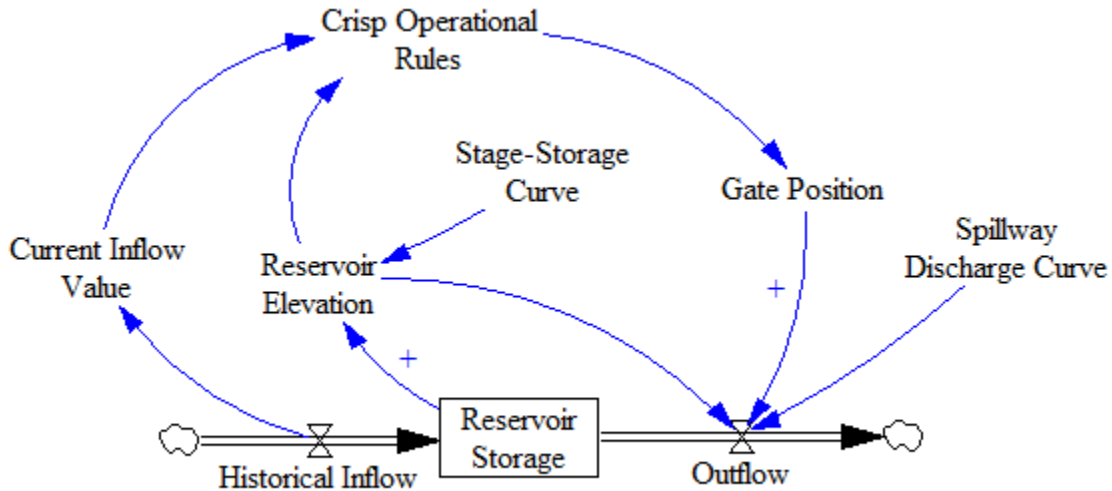 Crisp Operational
Rules
Stage-Storage
Curve
Gate Position
Spillway
Discharge Curve
Current Inflow
Value
Reservoir
Elevation
+
+
Reservoir
Storage
Historical Inflow
Outflow